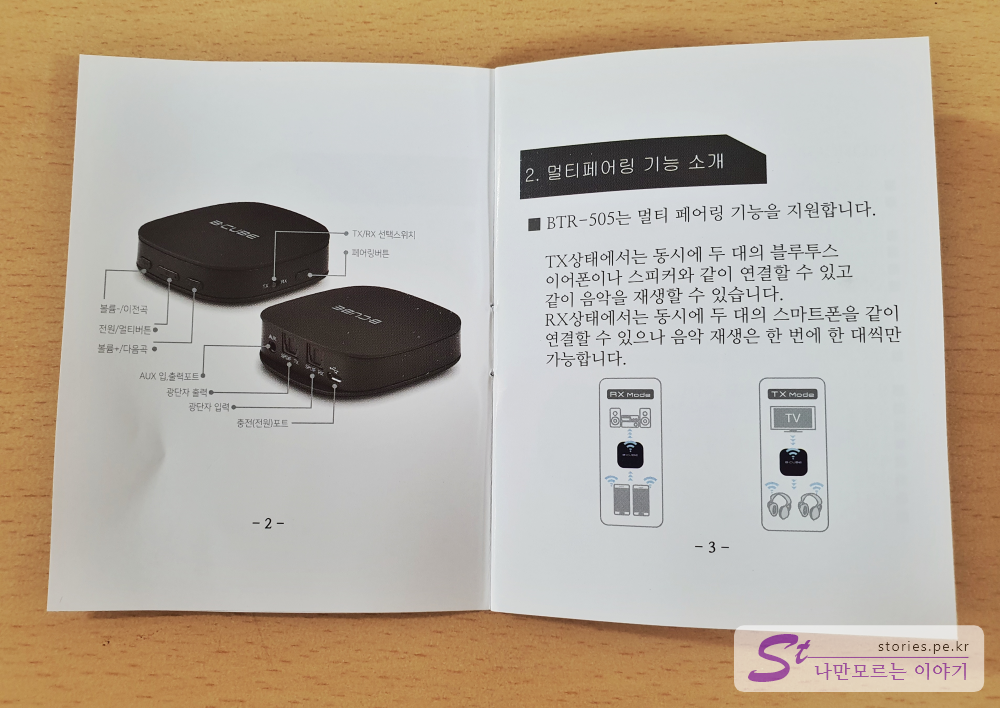 B·CUBE
TX/RX 선택스위치
페어링버튼
TX RX
볼륨-/이전곡
전원/멀티버튼
볼륨+/다음곡
B·CUBE
AUX
AUX 입,출력포트
광단자 출력
광단자 입력
충전(전원)포트
- 2 -
2. 멀티페어링 기능 소개
■ BTR-505는 멀티 페어링 기능을 지원합니다.
TX상태에서는 동시에 두 대의 블루투스
이어폰이나 스피커와 같이 연결할 수 있고
같이 음악을 재생할 수 있습니다.
RX상태에서는 동시에 두 대의 스마트폰을 같이
연결할 수 있으나 음악 재생은 한 번에 한 대씩만
가능합니다.
RX Mode
B·CUBE
TX Mode
TV
B·CUBE
- 3 -
St
stories.pe.kr
나만모르는 이야기